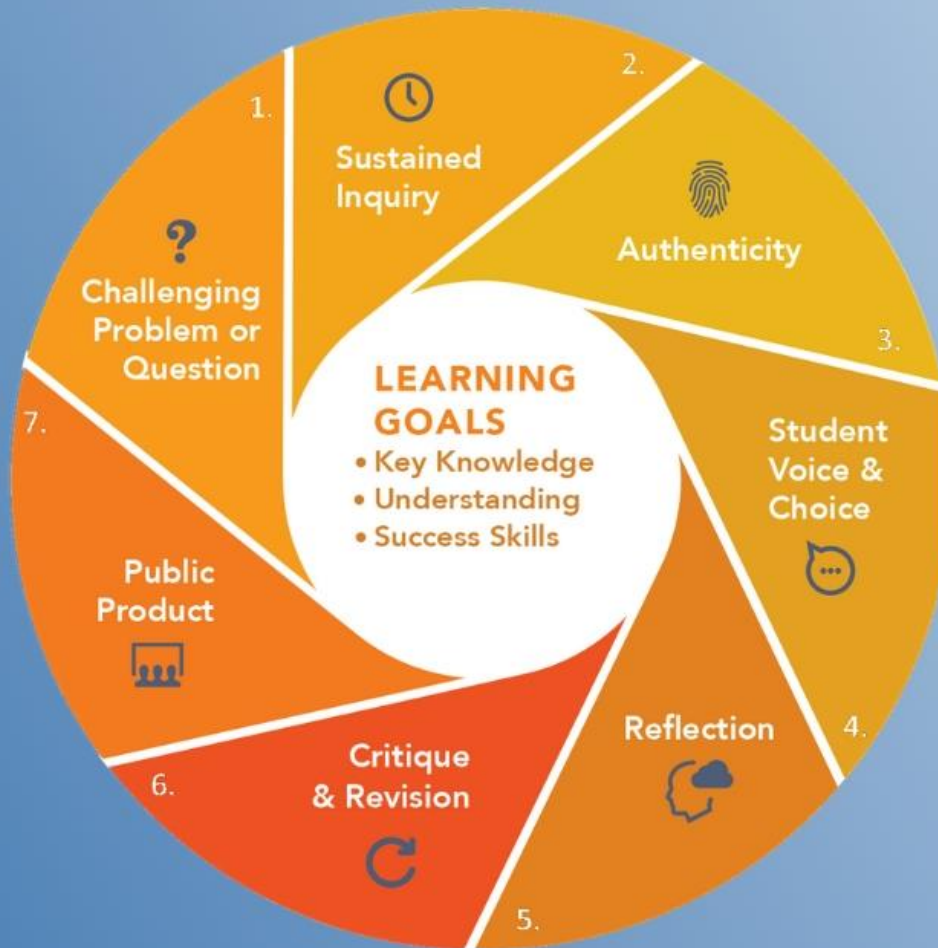 1.
?
Challenging
Problem or
Question
2.
Sustained
Inquiry
3.
Authenticity
4.
Student
Voice &
Choice
5.
Reflection
6.
Critique
& Revision
7.
Public
Product
LEARNING
GOALS
• Key Knowledge
• Understanding
• Success Skills